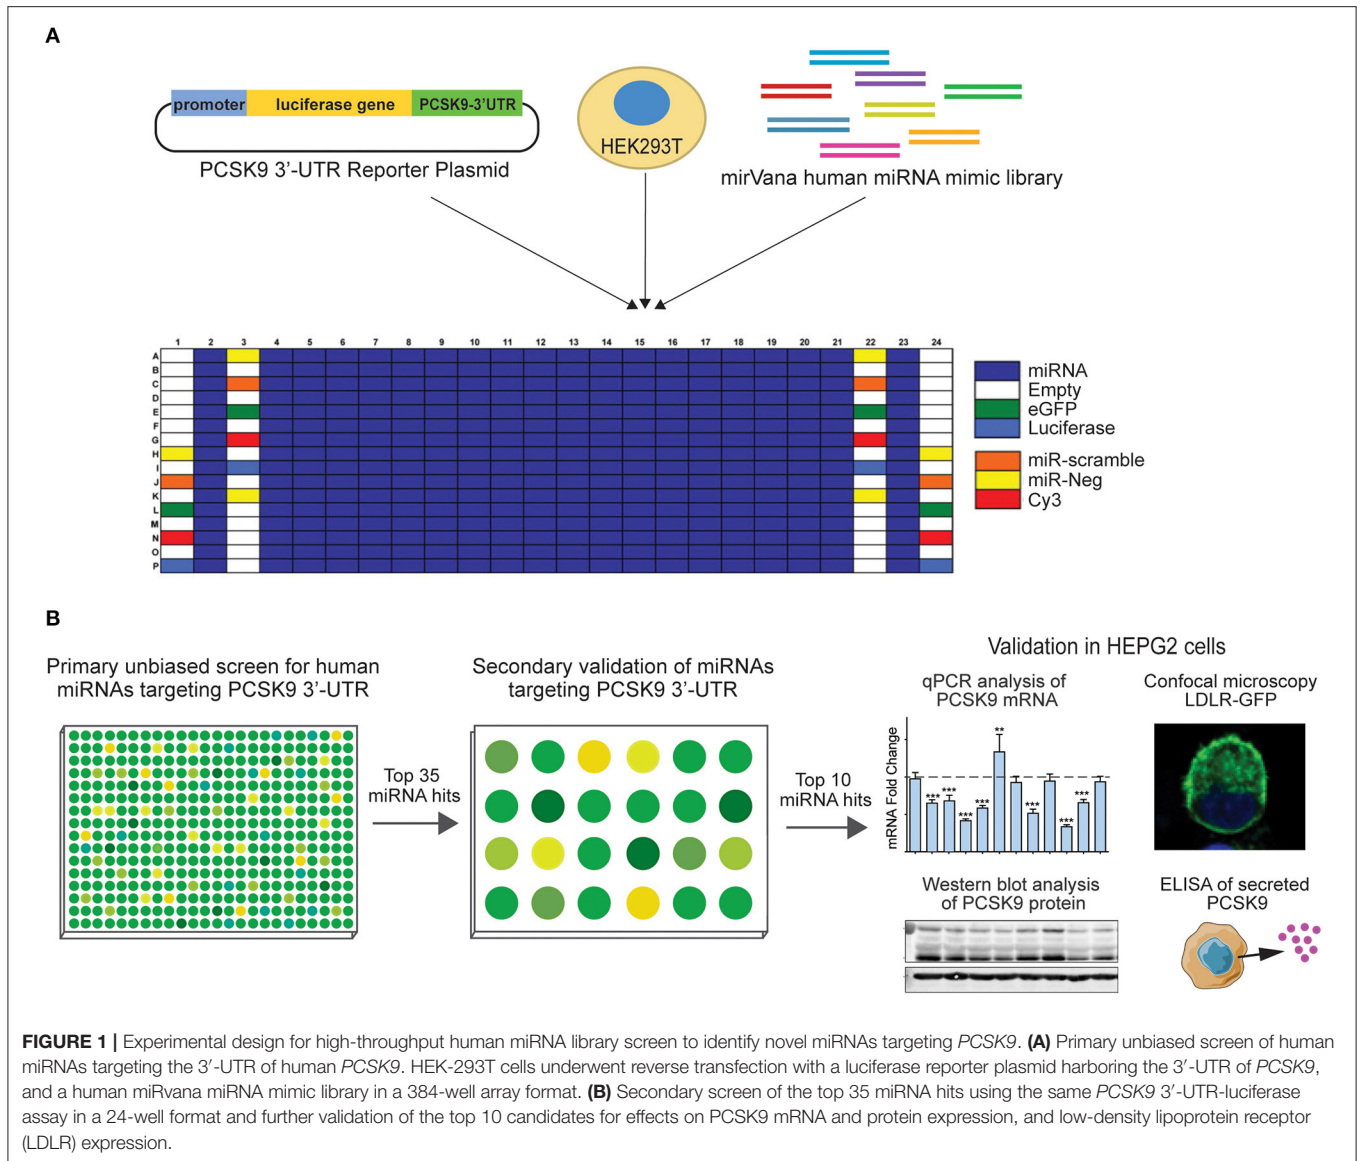 A
promoter luciferase gene PCSK9-3'UTR
HEK293T
PCSK9 3'-UTR Reporter Plasmid
mirVana human miRNA mimic library
1 2 3 4 5 6 7 8 9 10 11 12 13 14 15 16 17 18 19 20 21 22 23 24
A
B
C
D
E
F
G
H
I
J
K
L
M
N
O
P
miRNA
Empty
eGFP
Luciferase
miR-scramble
miR-Neg
Cy3
B
Primary unbiased screen for human
miRNAs targeting PCSK9 3'-UTR
Top 35
miRNA hits
Secondary validation of miRNAs
targeting PCSK9 3'-UTR
Top 10
miRNA hits
Validation in HEPG2 cells
qPCR analysis of
PCSK9 mRNA
mRNA Fold Change
*** *** *** *** ** *** *** ***
Confocal microscopy
LDLR-GFP
Western blot analysis
of PCSK9 protein
ELISA of secreted
PCSK9
FIGURE 1 | Experimental design for high-throughput human miRNA library screen to identify novel miRNAs targeting PCSK9. (A) Primary unbiased screen of human
miRNAs targeting the 3′-UTR of human PCSK9. HEK-293T cells underwent reverse transfection with a luciferase reporter plasmid harboring the 3′-UTR of PCSK9,
and a human miRvana miRNA mimic library in a 384-well array format. (B) Secondary screen of the top 35 miRNA hits using the same PCSK9 3′-UTR-luciferase
assay in a 24-well format and further validation of the top 10 candidates for effects on PCSK9 mRNA and protein expression, and low-density lipoprotein receptor
(LDLR) expression.